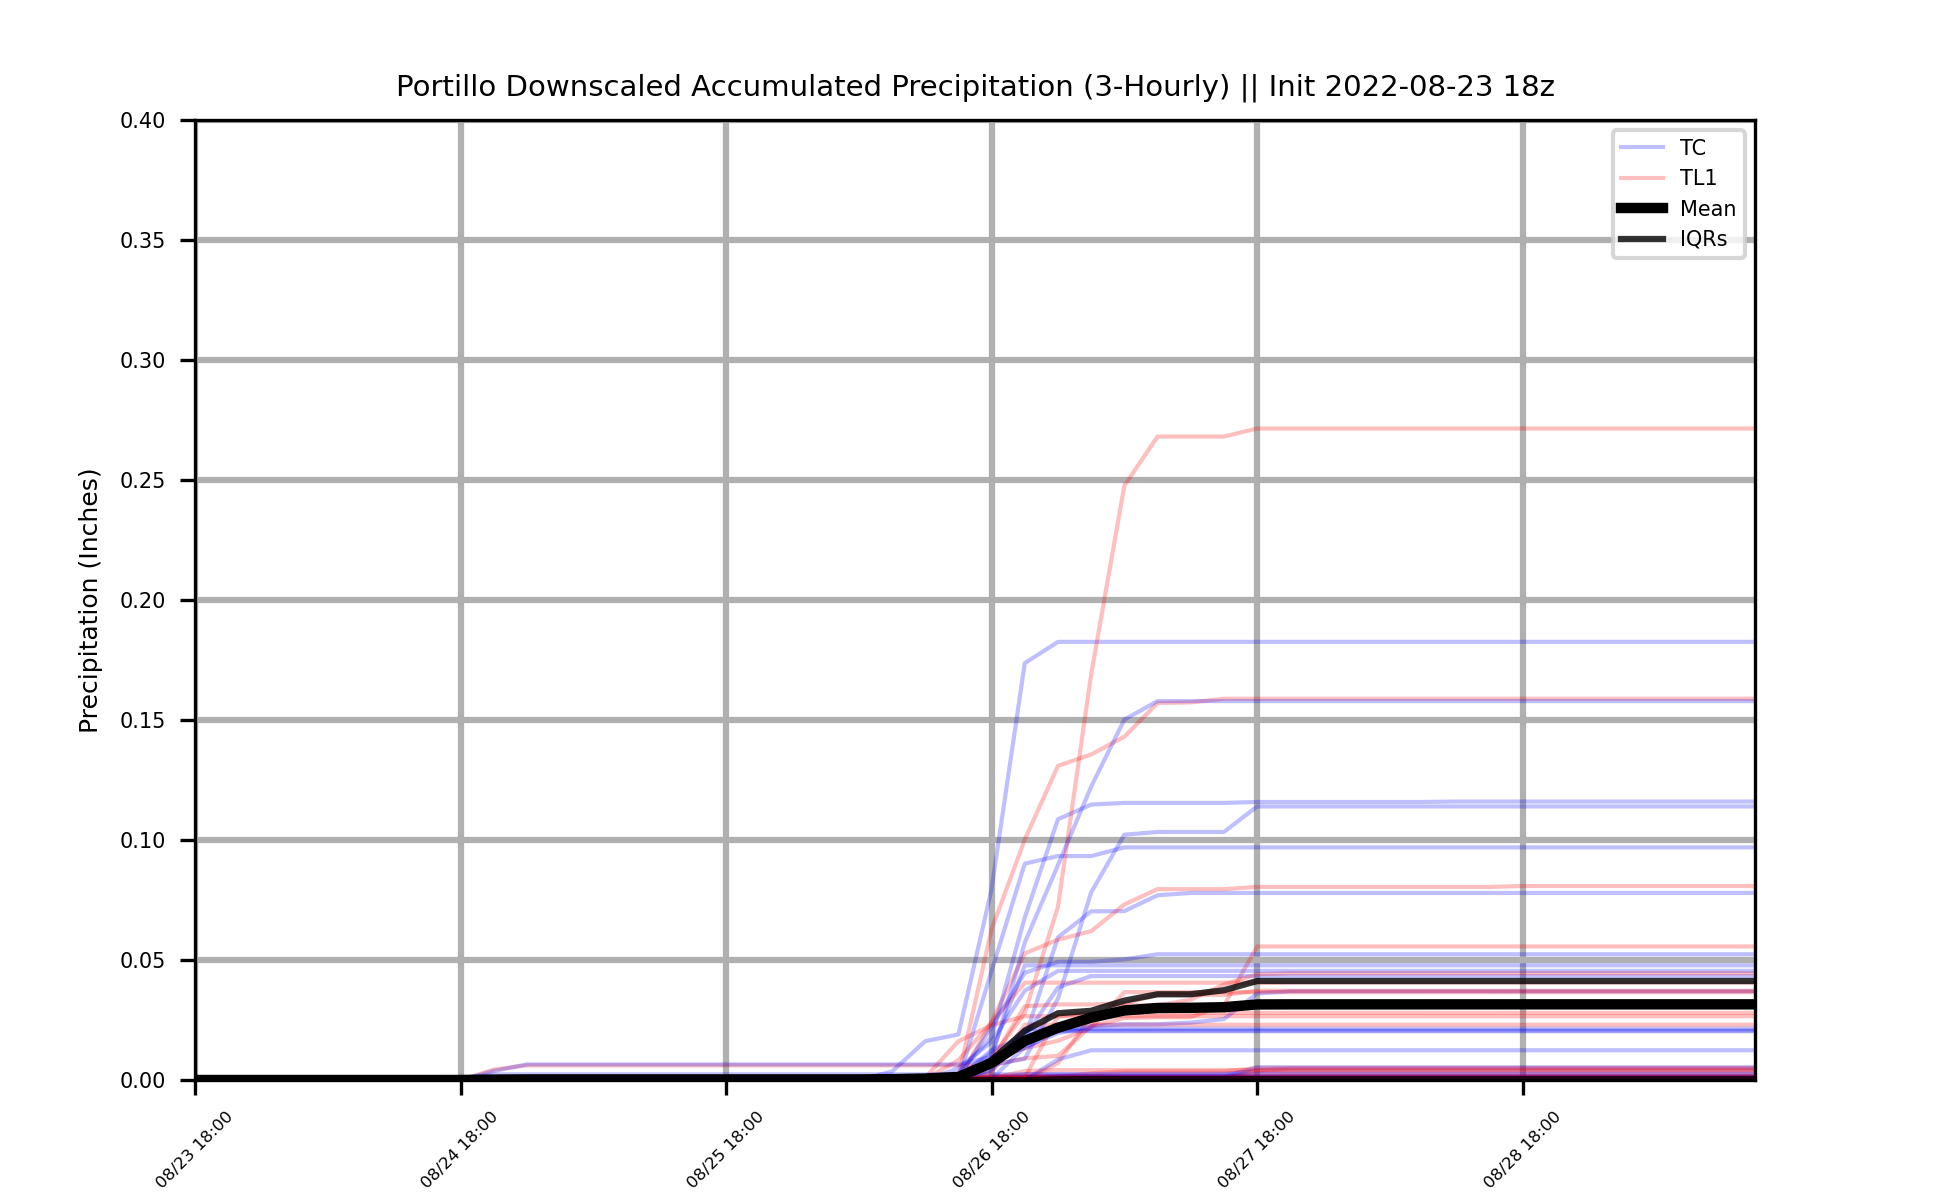 Portillo Downscaled Accumulated Precipitation (3-Hourly) || Init 2022-08-23 18z
TC
TL1
Mean
IQRs
Precipitation (Inches)
0.40
0.35
0.30
0.25
0.20
0.15
0.10
0.05
0.00
08/23 18:00
08/24 18:00
08/25 18:00
08/26 18:00
08/27 18:00
08/28 18:00